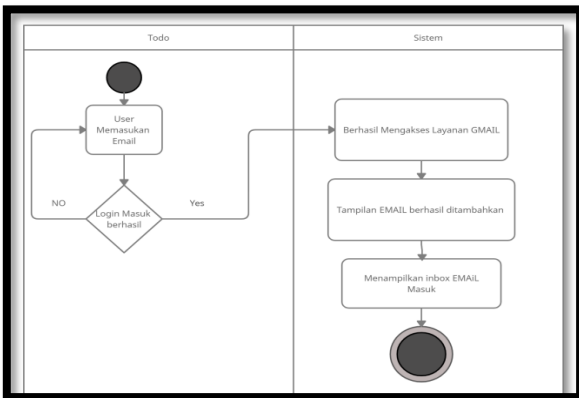 Todo
Sistem
User
Memasukan
Email
Berhasil Mengakses Layanan GMAIL
NO
Login Masuk
berhasil
Yes
Tampilan EMAIL berhasil ditambahkan
Menampilkan inbox EMAiL
Masuk